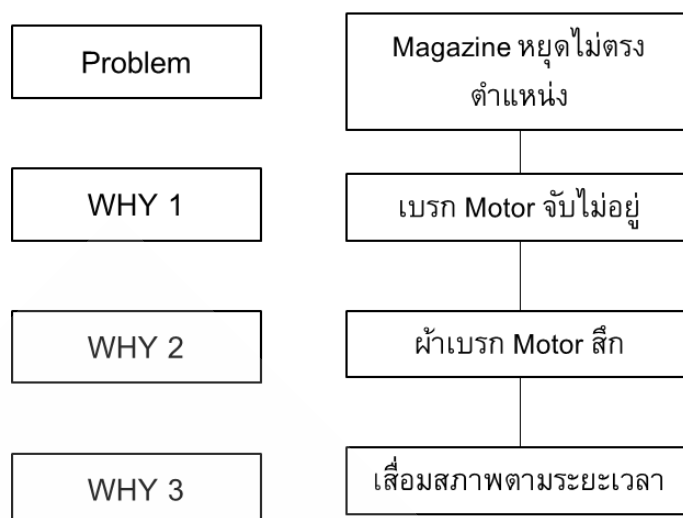 Problem
Magazine หยุดไม่ตรง
ตำแหน่ง
WHY 1
เบรก Motor จับไม่อยู่
WHY 2
ผ้าเบรก Motor สึก
WHY 3
เสื่อมสภาพตามระยะเวลา